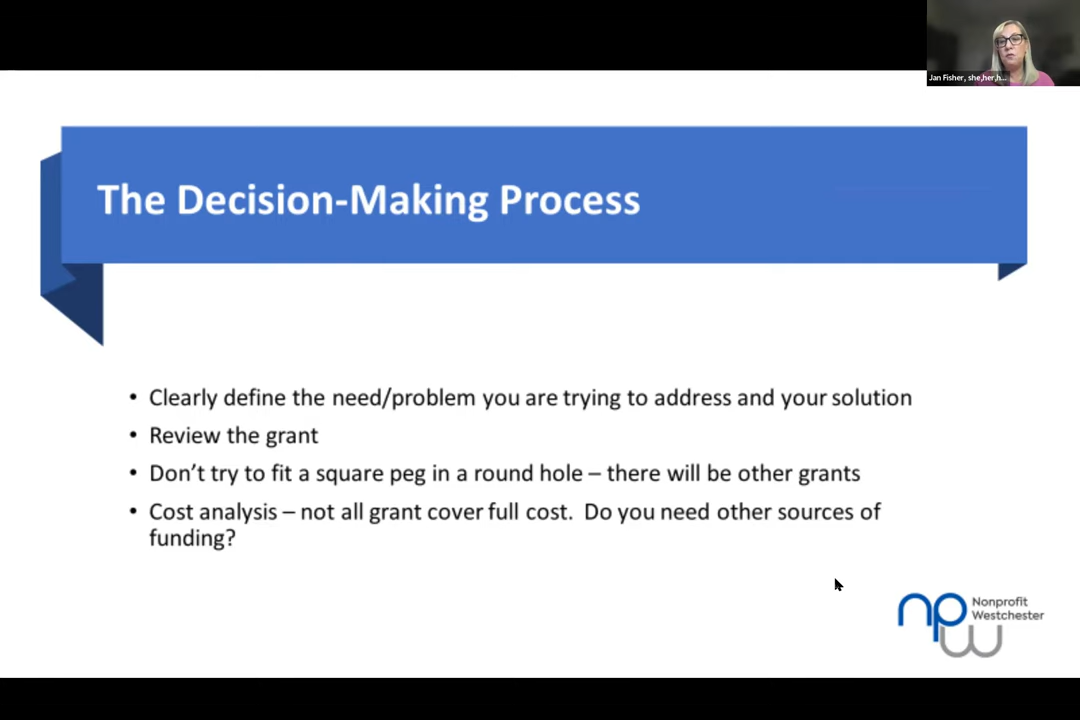 Jan Fisher, she,her,h...
The Decision-Making Process
• Clearly define the need/problem you are trying to address and your solution
• Review the grant
• Don't try to fit a square peg in a round hole – there will be other grants
• Cost analysis – not all grant cover full cost.  Do you need other sources of
funding?
npw
Nonprofit
Westchester